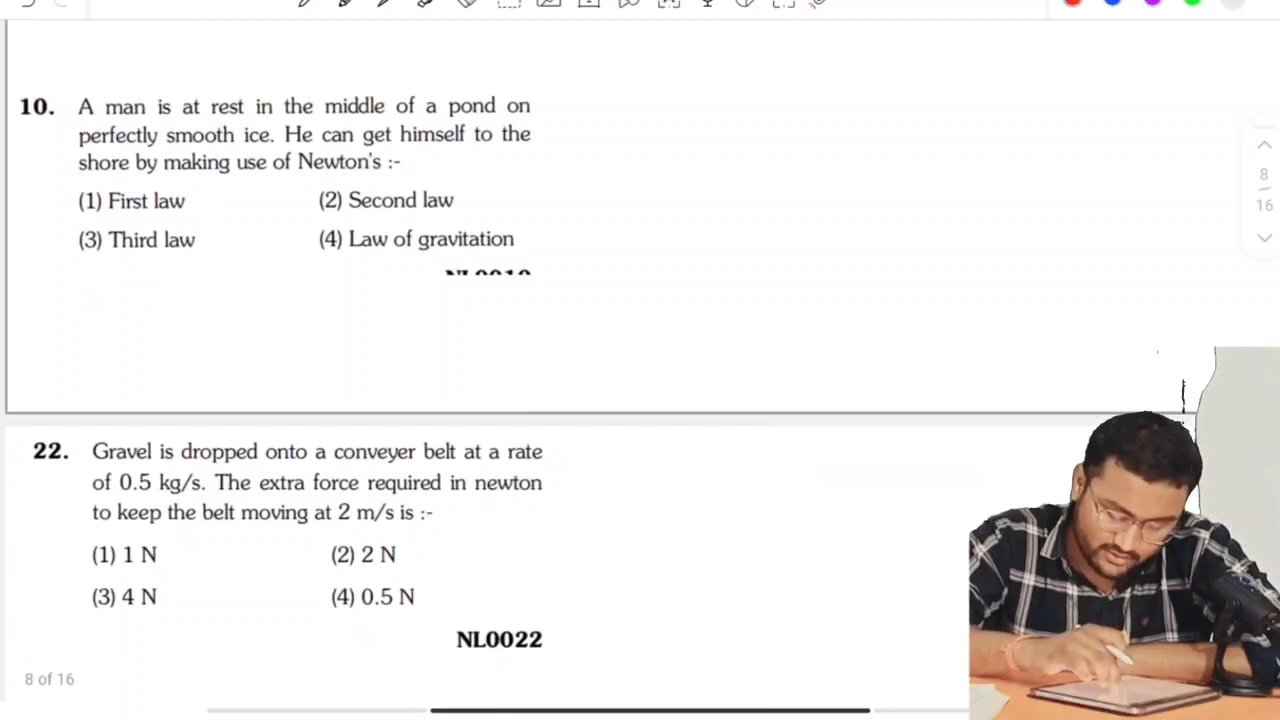 10. A man is at rest in the middle of a pond on
perfectly smooth ice. He can get himself to the
shore by making use of Newton's :-
(1) First law (2) Second law
(3) Third law (4) Law of gravitation
8
16
22. Gravel is dropped onto a conveyer belt at a rate
of 0.5 kg/s. The extra force required in newton
to keep the belt moving at 2 m/s is :-
(1) 1 N (2) 2 N
(3) 4 N (4) 0.5 N
NL0022
8 of 16